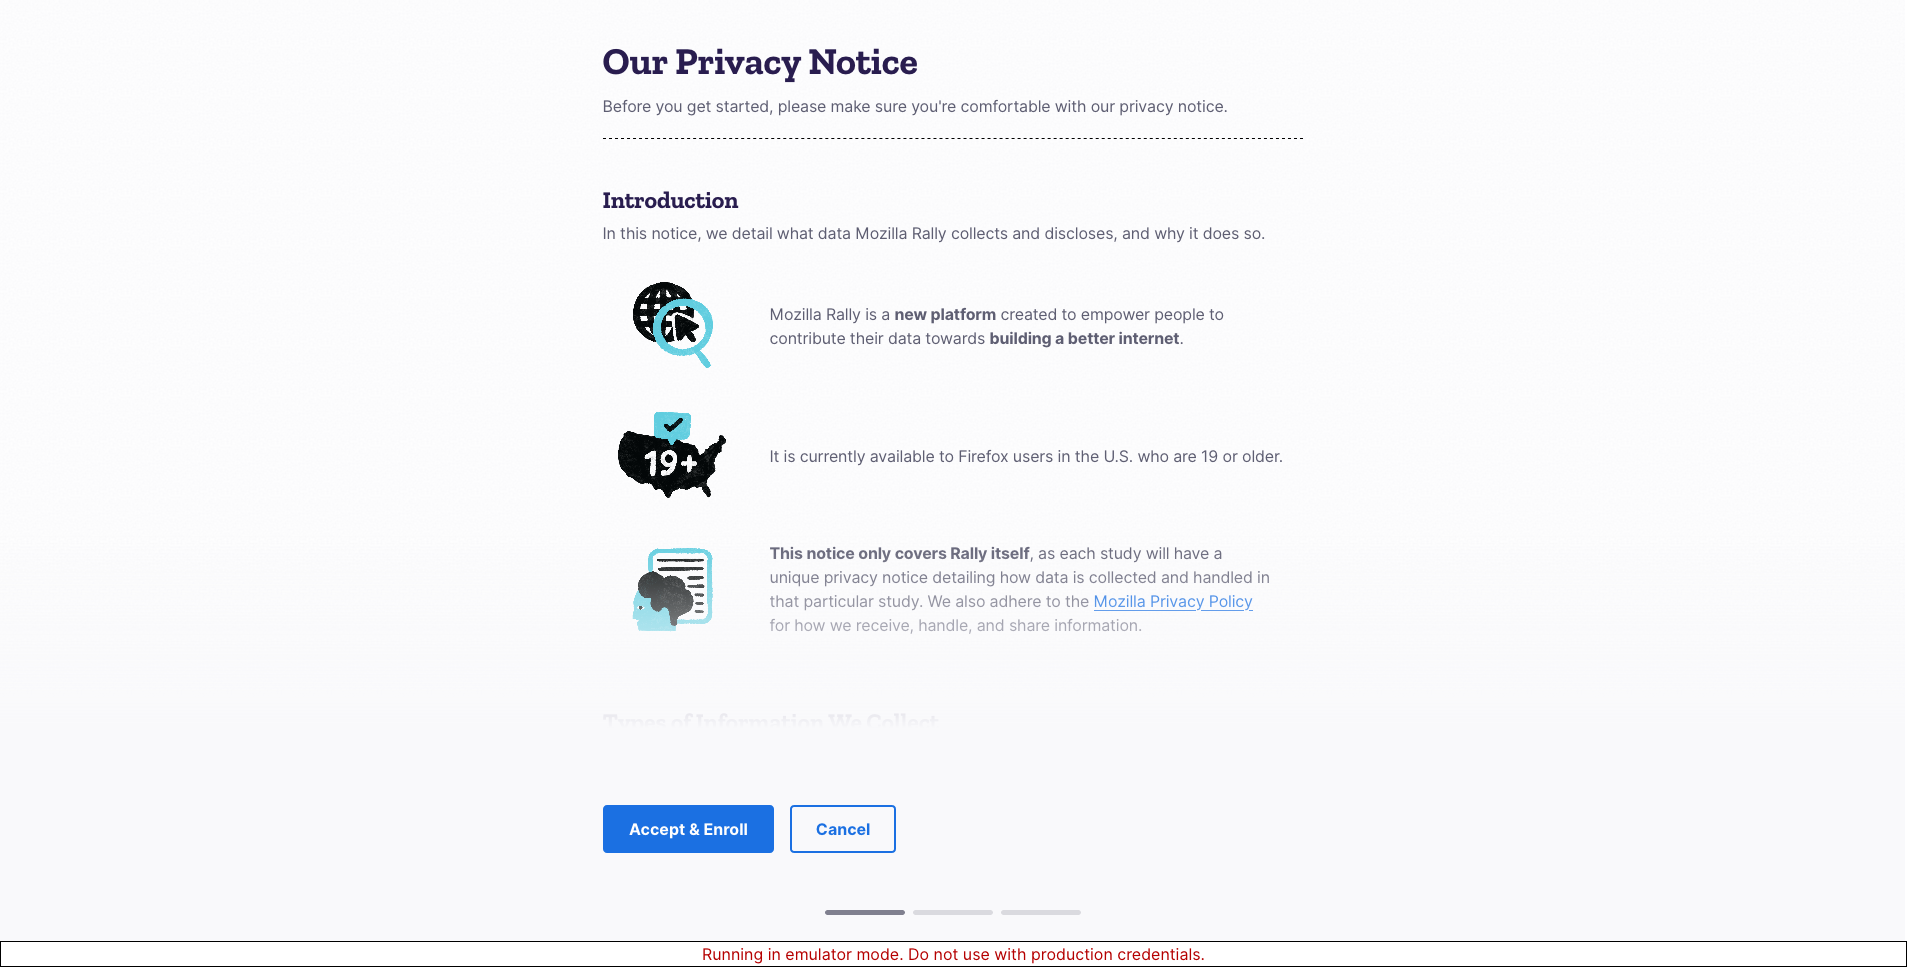 Our Privacy Notice
Before you get started, please make sure you're comfortable with our privacy notice.
Introduction
In this notice, we detail what data Mozilla Rally collects and discloses, and why it does so.
Mozilla Rally is a new platform created to empower people to
contribute their data towards building a better internet.
19+
It is currently available to Firefox users in the U.S. who are 19 or older.
This notice only covers Rally itself, as each study will have a
unique privacy notice detailing how data is collected and handled in
that particular study. We also adhere to the Mozilla Privacy Policy
for how we receive, handle, and share information.
Types of Information We Collect
Accept & Enroll
Cancel
Running in emulator mode. Do not use with production credentials.